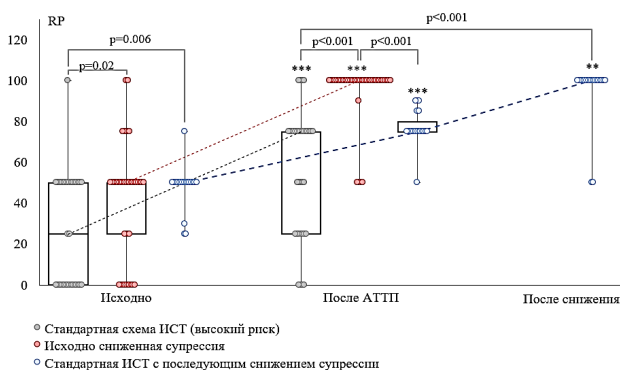 RP
p<0.001
p=0.006
p<0.001
p<0.001
p=0.02
***
***
***
**
120
100
80
60
40
20
0
Исходно
После АТТП
После снижения
Стандартная схема ИСТ (высокий риск)
Исходно сниженная супрессия
Стандартная ИСТ с последующим снижением супрессии